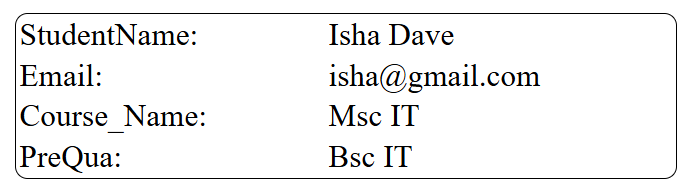 StudentName: Isha Dave
Email: isha@gmail.com
Course_Name: Msc IT
PreQua: Bsc IT